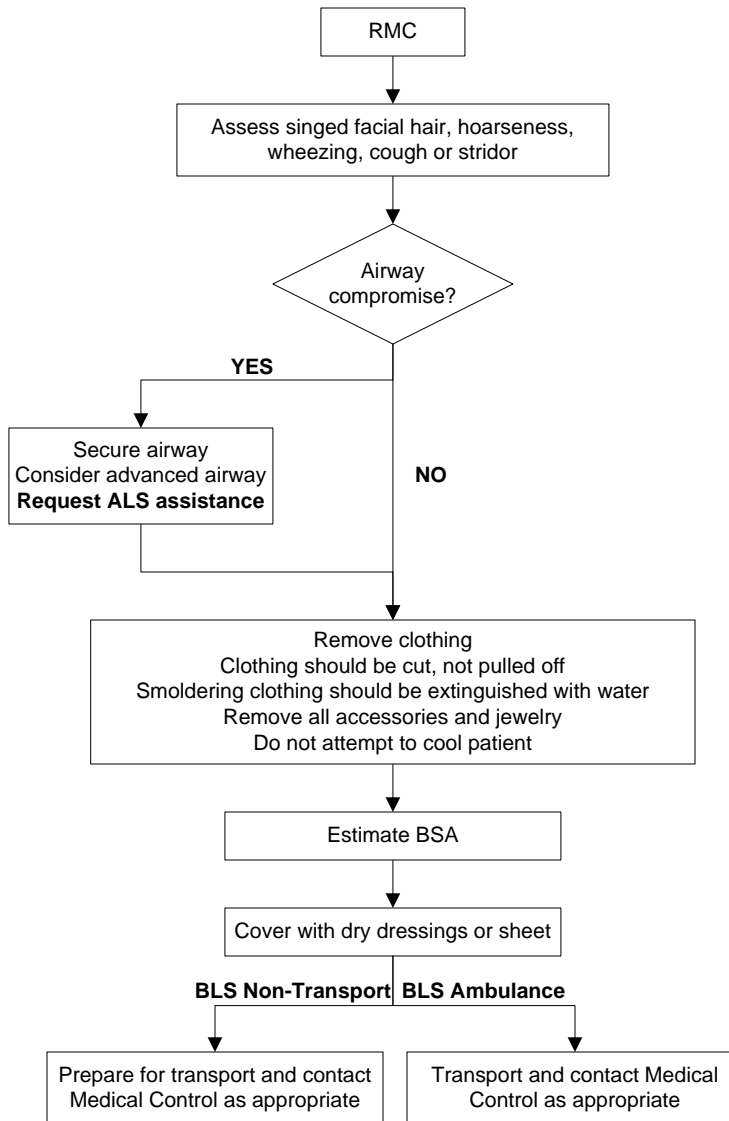 RMC
Assess singed facial hair, hoarseness,
wheezing, cough or stridor
Airway
compromise?
YES
Secure airway
Consider advanced airway
Request ALS assistance
NO
Remove clothing
Clothing should be cut, not pulled off
Smoldering clothing should be extinguished with water
Remove all accessories and jewelry
Do not attempt to cool patient
Estimate BSA
Cover with dry dressings or sheet
BLS Non-Transport
BLS Ambulance
Prepare for transport and contact
Medical Control as appropriate
Transport and contact Medical
Control as appropriate